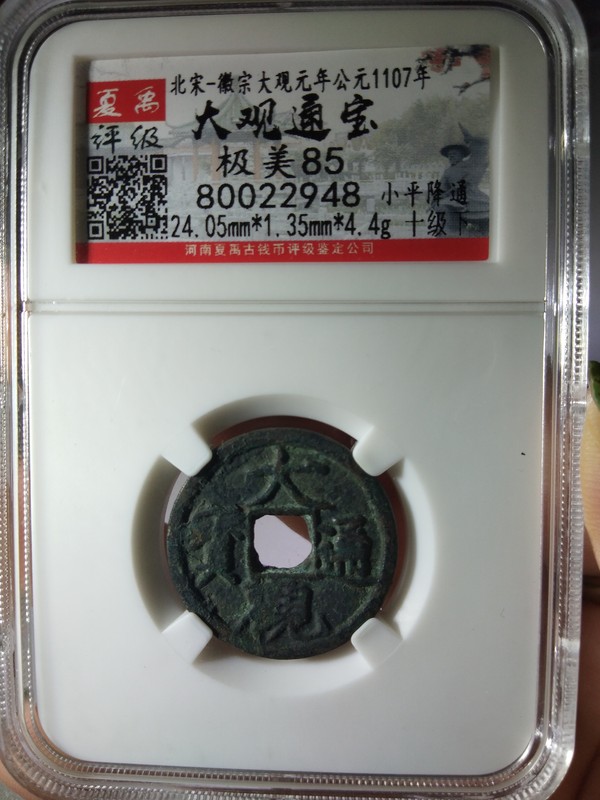 北宋-徽宗大观元年公元1107年
夏禹
评级
大观通宝
极美85
80022948 小平降通
24.05mm*1.35mm*4.4g 十级下
河南夏禹古钱币评级鉴定公司
大
寳 通
觀